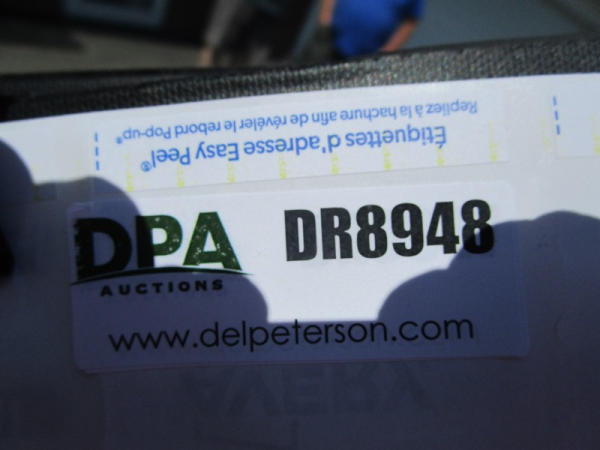 Étiquettes d'adresse Easy Peel®
Repliez à la hachure afin de révéler le rebord Pop-up®
DPA
AUCTIONS
DR8948
www.delpeterson.com
AVERY